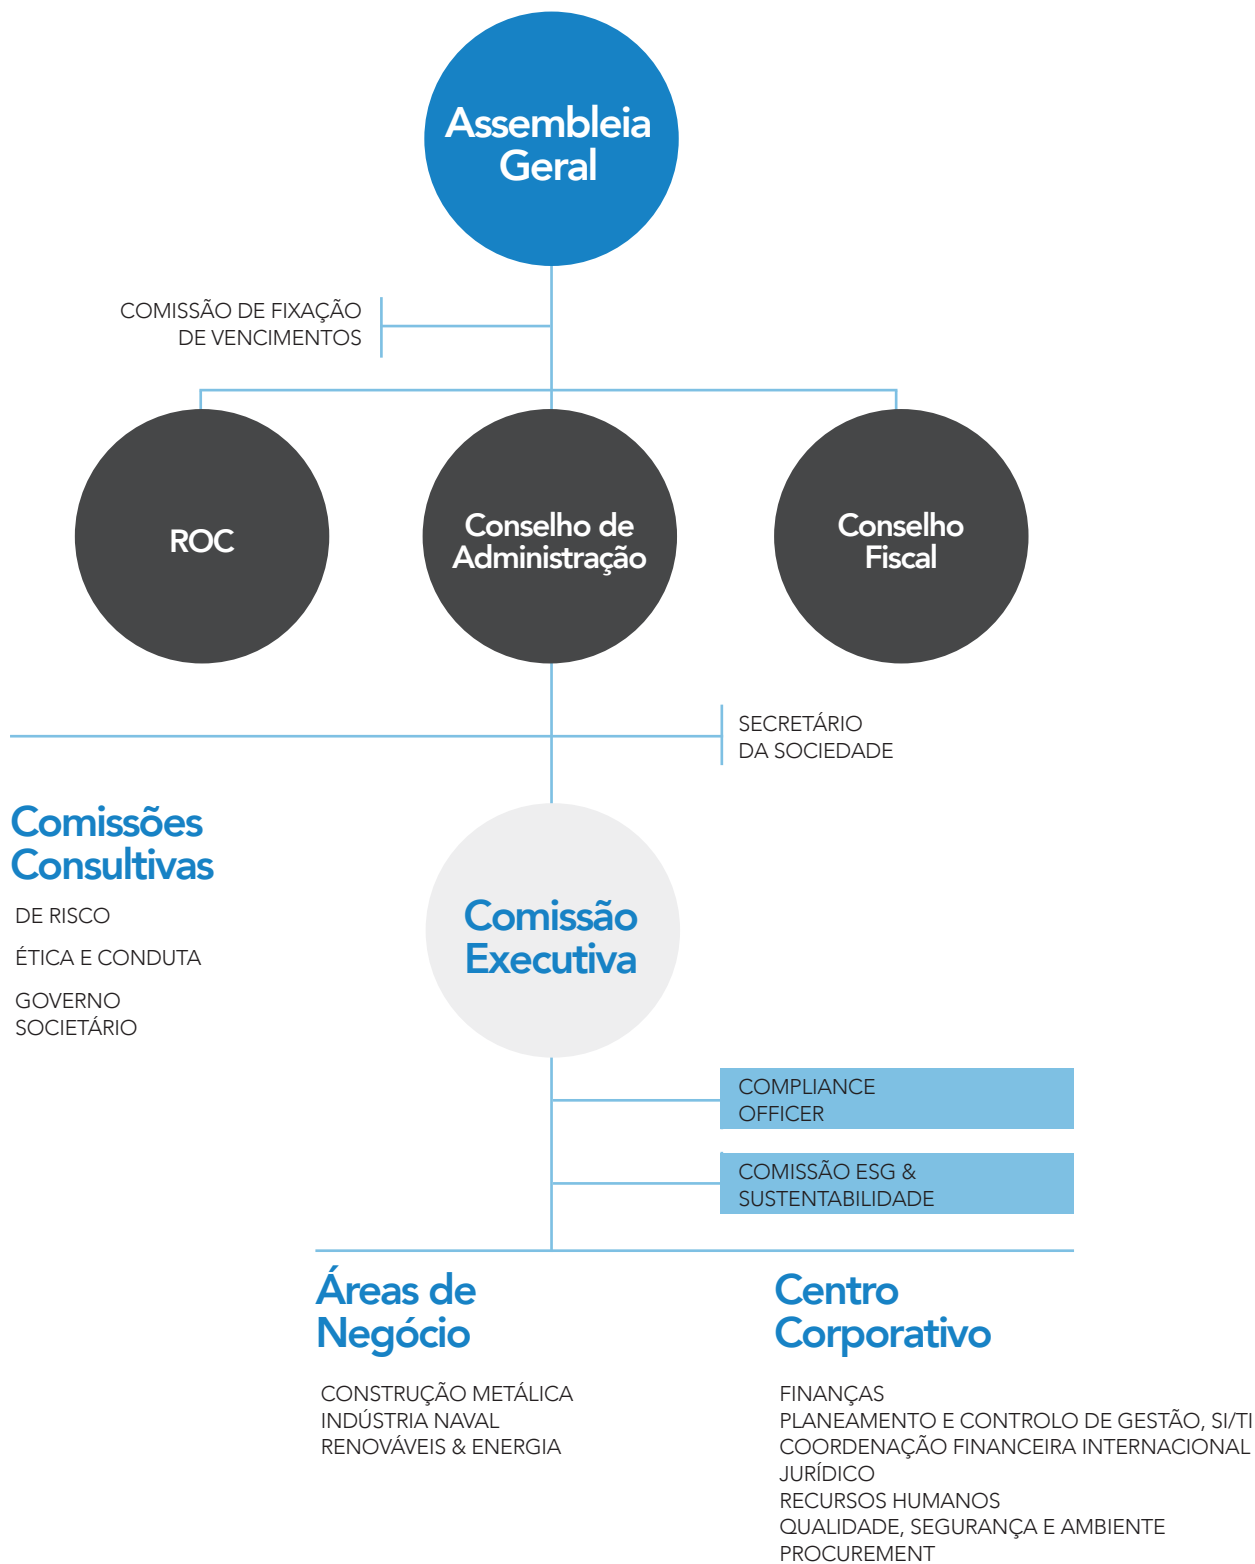 Assembleia
Geral
COMISSÃO DE FIXAÇÃO
DE VENCIMENTOS
ROC
Conselho de
Administração
Conselho
Fiscal
SECRETÁRIO
DA SOCIEDADE
Comissões
Consultivas
DE RISCO
ÉTICA E CONDUTA
GOVERNO
SOCIETÁRIO
Comissão
Executiva
COMPLIANCE
OFFICER
COMISSÃO ESG &
SUSTENTABILIDADE
Áreas de
Negócio
CONSTRUÇÃO METÁLICA
INDÚSTRIA NAVAL
RENOVÁVEIS & ENERGIA
Centro
Corporativo
FINANÇAS
PLANEAMENTO E CONTROLO DE GESTÃO, SI/TI
COORDENAÇÃO FINANCEIRA INTERNACIONAL
JURÍDICO
RECURSOS HUMANOS
QUALIDADE, SEGURANÇA E AMBIENTE
PROCUREMENT